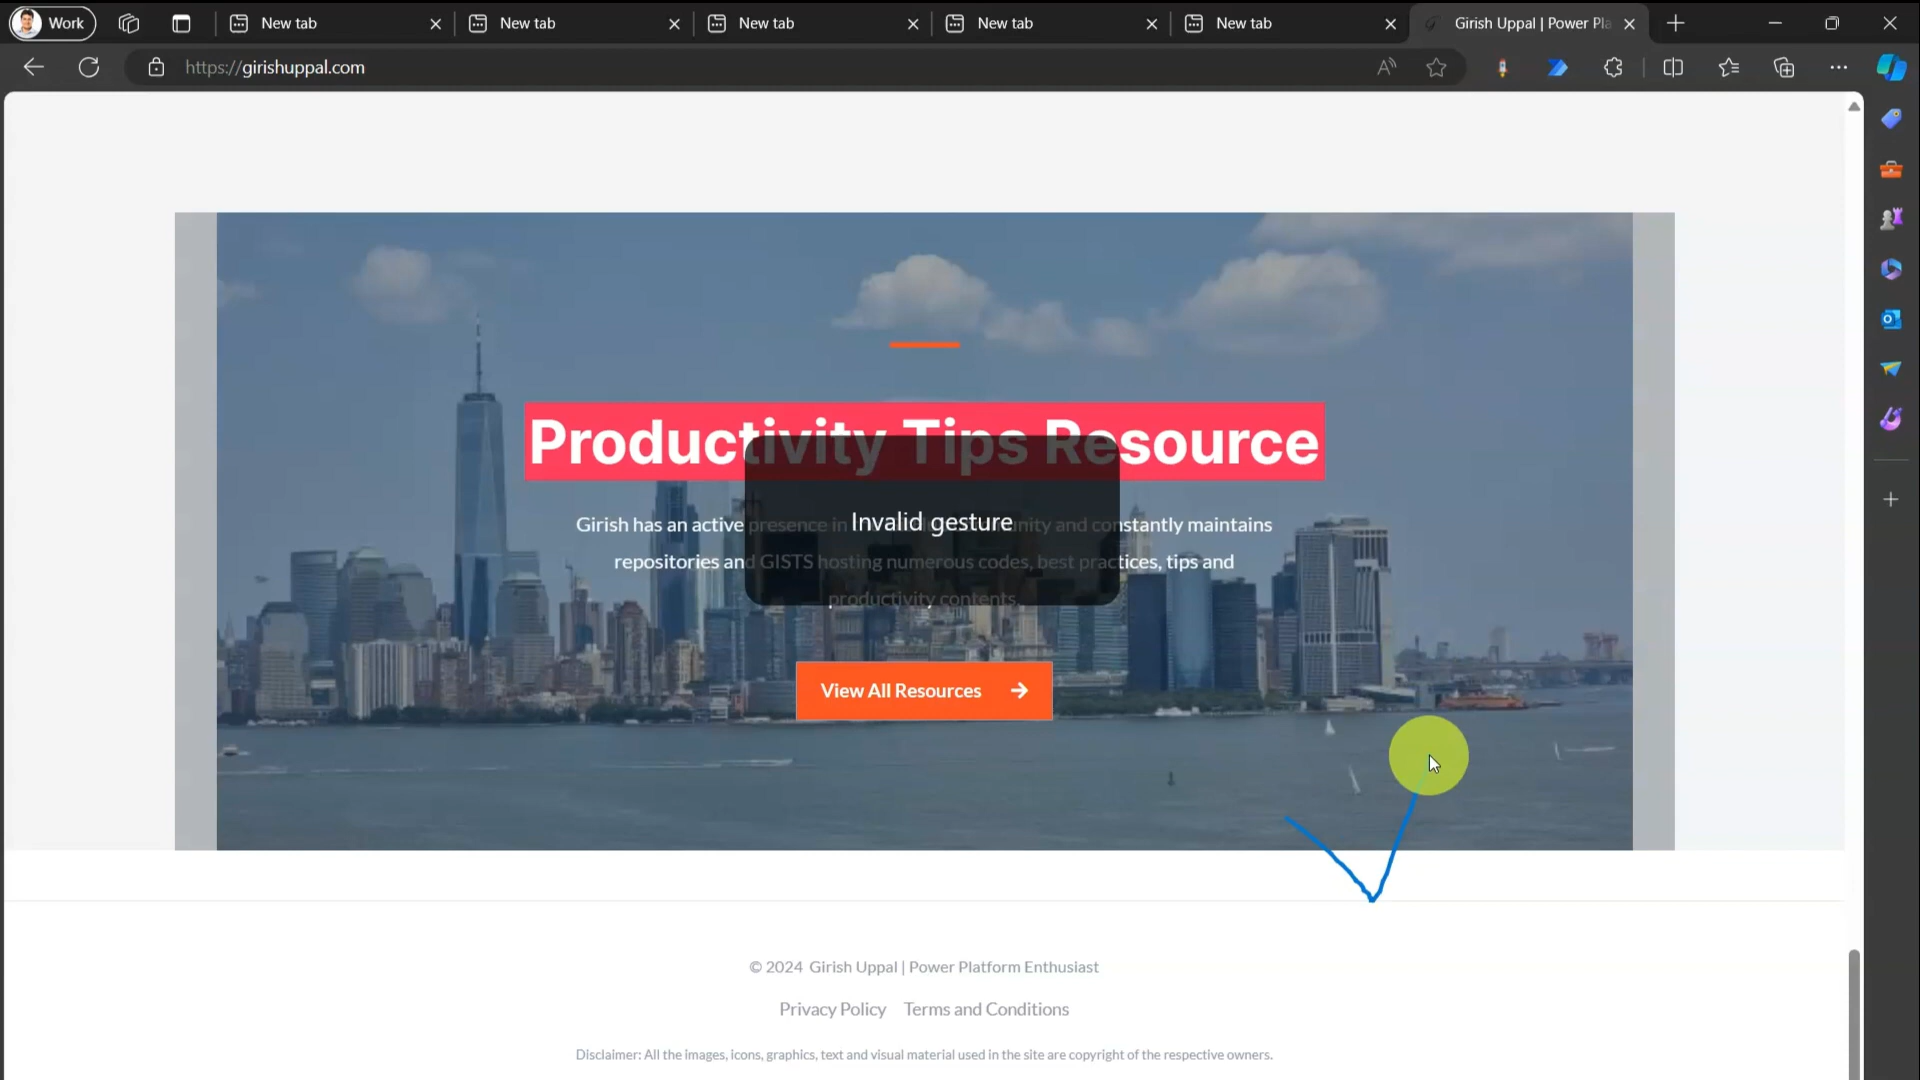 Work
New tab
New tab
New tab
New tab
New tab
Girish Uppal | Power Pla
https://girishuppal.com
Productivity Tips Resource
Invalid gesture
Girish has an active presence in nunity and constantly maintains
repositories and GISTS hosting numerous codes, best practices, tips and
productivity contents.
View All Resources
© 2024 Girish Uppal | Power Platform Enthusiast
Privacy Policy Terms and Conditions
Disclaimer: All the images, icons, graphics, text and visual material used in the site are copyright of the respective owners.